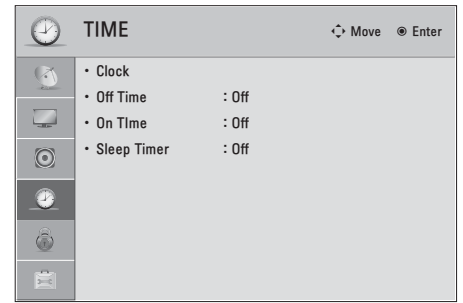 TIME Move Enter
• Clock
• Off Time : Off
• On TIme : Off
• Sleep Timer : Off